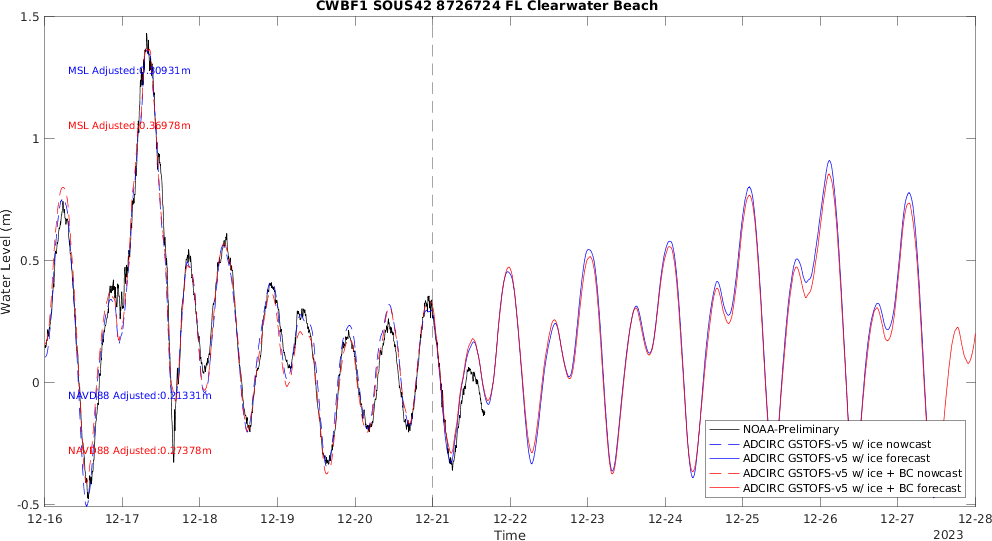 CWBF1 SOUS42 8726724 FL Clearwater Beach
1.5
1
0.5
0
-0.5
Water Level (m)
MSL Adjusted:0.30931m
MSL Adjusted:0.36978m
NAVD88 Adjusted:0.21331m
NAVD88 Adjusted:0.27378m
NOAA-Preliminary
ADCIRC GSTOFS-v5 w/ ice nowcast
ADCIRC GSTOFS-v5 w/ ice forecast
ADCIRC GSTOFS-v5 w/ ice + BC nowcast
ADCIRC GSTOFS-v5 w/ ice + BC forecast
12-16 12-17 12-18 12-19 12-20 12-21 12-22 12-23 12-24 12-25 12-26 12-27 12-28
Time
2023